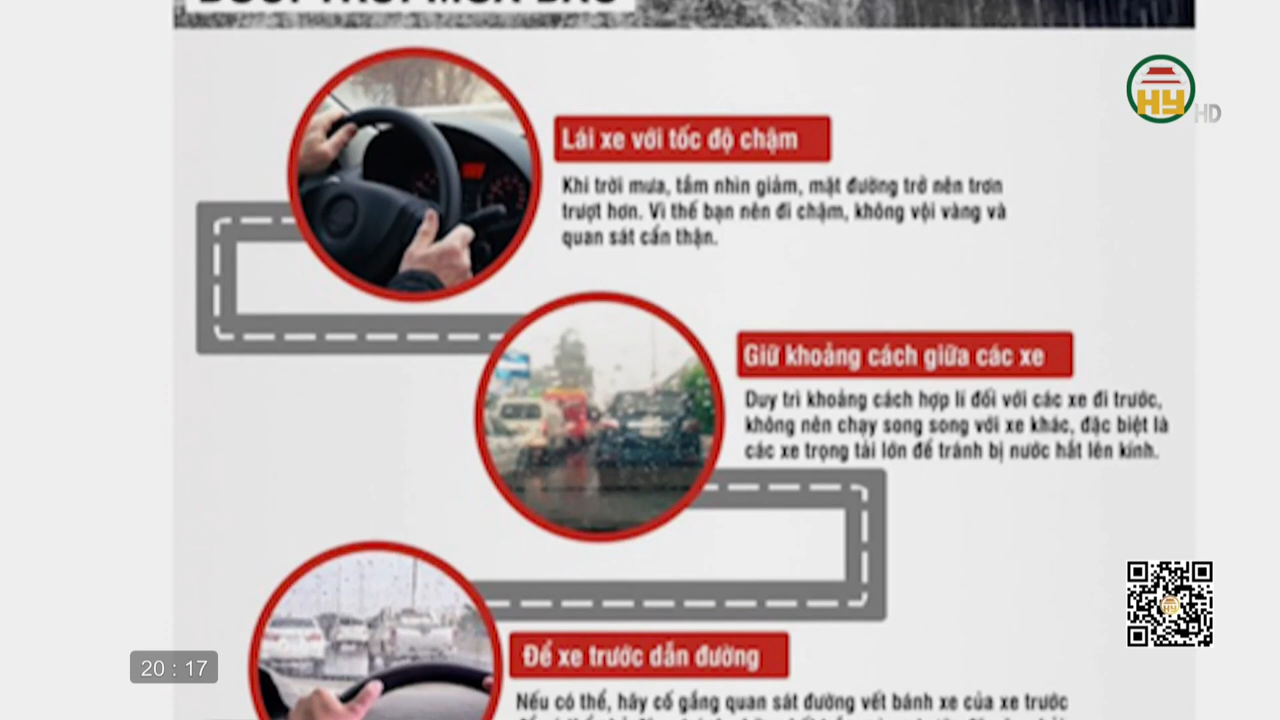 HY HD
Lái xe với tốc độ chậm
Khi trời mưa, tầm nhìn giảm, mặt đường trở nên trơn
trượt hơn. Vì thế bạn nên đi chậm, không vội vàng và
quan sát cẩn thận.
Giữ khoảng cách giữa các xe
Duy trì khoảng cách hợp lí đối với các xe đi trước,
không nên chạy song song với xe khác, đặc biệt là
các xe trọng tải lớn để tránh bị nước hắt lên kính.
Để xe trước dẫn đường
20 : 17
Nếu có thể, hãy cố gắng quan sát đường vết bánh xe của xe trước